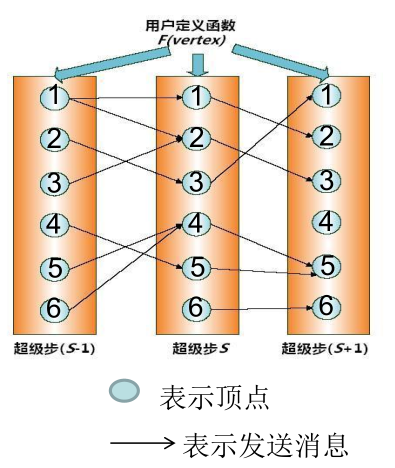 用户定义函数
F(vertex)
1 1 1
2 2 2
3 3 3
4 4 4
5 5 5
6 6 6
超级步(S-1) 超级步S 超级步(S+1)
表示顶点
表示发送消息